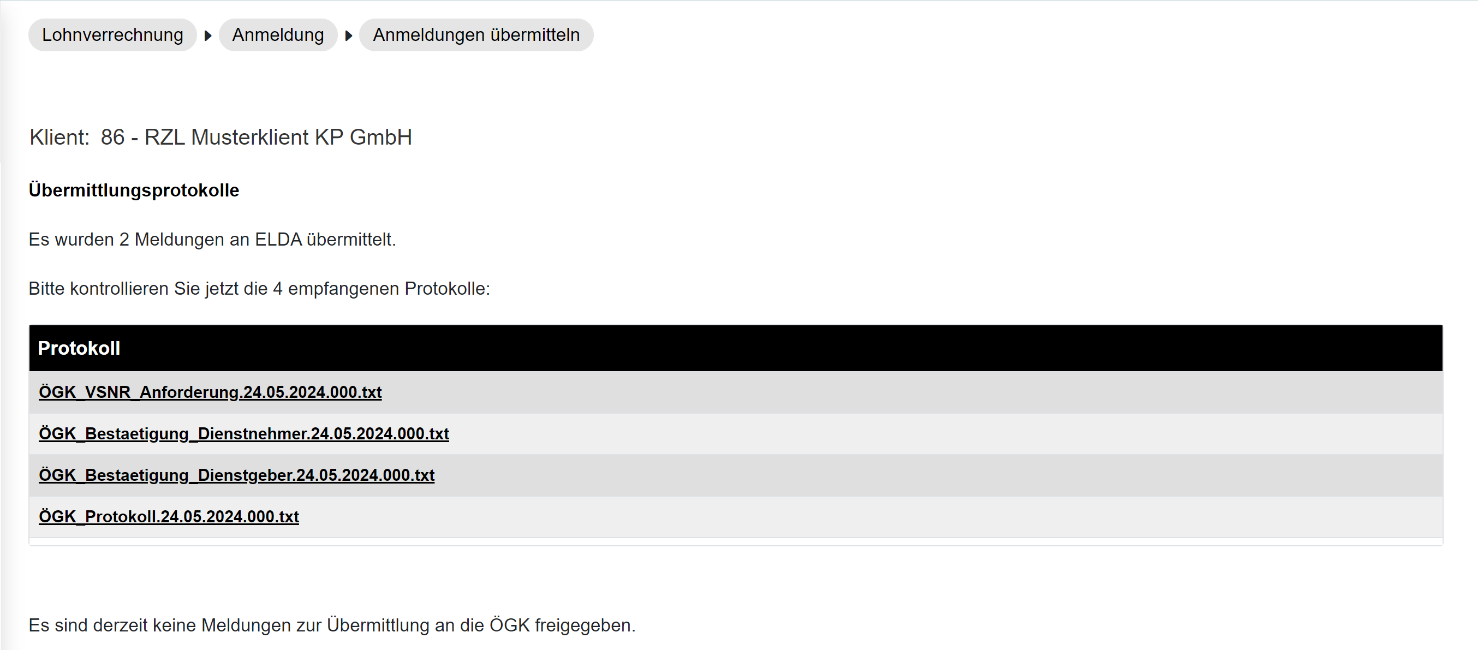 Lohnverrechnung Anmeldung Anmeldungen übermitteln
Klient: 86 - RZL Musterklient KP GmbH
Übermittlungsprotokolle
Es wurden 2 Meldungen an ELDA übermittelt.
Bitte kontrollieren Sie jetzt die 4 empfangenen Protokolle:
Protokoll
ÖGK_VSNR_Anforderung.24.05.2024.000.txt
ÖGK_Bestaetigung_Dienstnehmer.24.05.2024.000.txt
ÖGK_Bestaetigung_Dienstgeber.24.05.2024.000.txt
ÖGK_Protokoll.24.05.2024.000.txt
Es sind derzeit keine Meldungen zur Übermittlung an die ÖGK freigegeben.